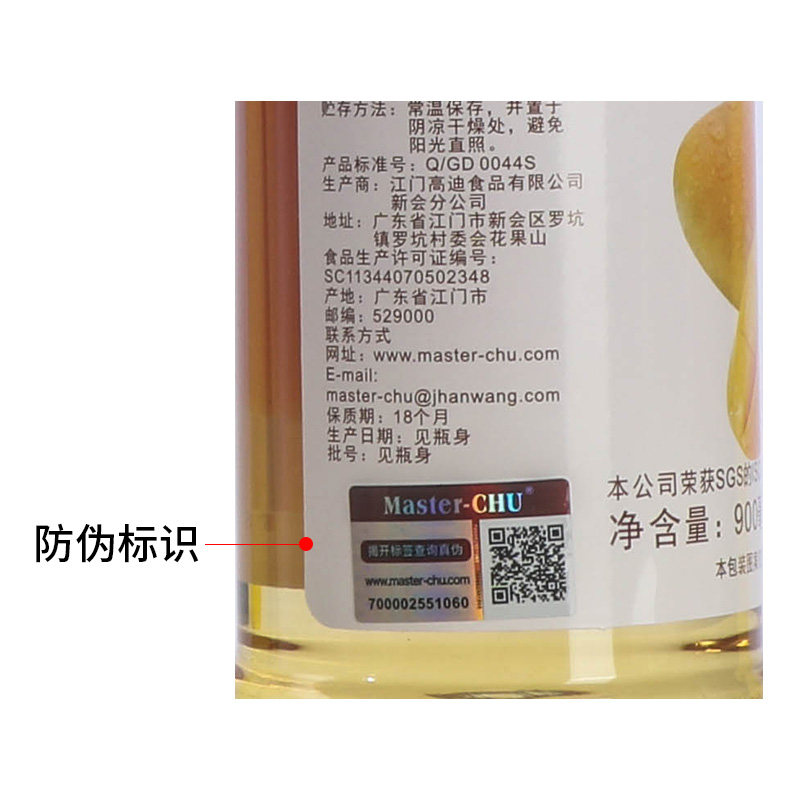 贮存方法：常温保存，并置于
阴凉干燥处，避免
阳光直照。
产品标准号：Q/GD 0044S
生产商：江门高迪食品有限公司
新会分公司
地址：广东省江门市新会区罗坑
镇罗坑村委会花果山
食品生产许可证编号：
SC11344070502348
产地：广东省江门市
邮编：529000
联系方式
网址：www.master-chu.com
E-mail:
master-chu@jhanwang.com
保质期：18个月
生产日期：见瓶身
批号：见瓶身
本公司荣获SGS的ISO
净含量：900
本包装图案
Master-CHU®
揭开标签查询真伪
www.master-chu.com
700002551060
防伪标识